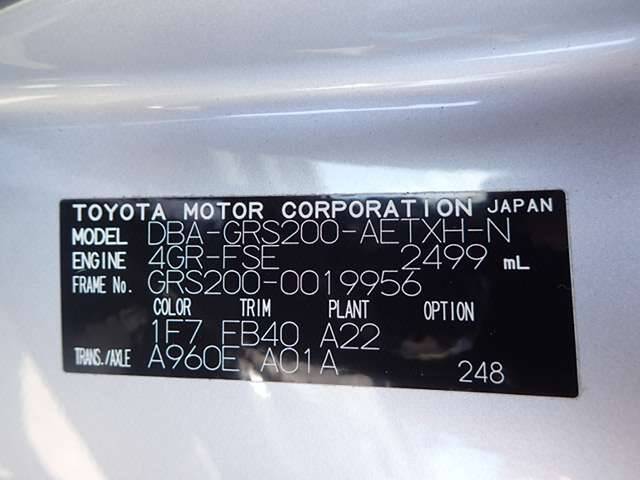 TOYOTA MOTOR CORPORATION JAPAN
MODEL DBA-GRS200-AETXH-N
ENGINE 4GR-FSE 2499 mL
FRAME No. GRS200-0019956
COLOR TRIM PLANT OPTION
1F7 FB40 A22
TRANS./AXLE A960E A01A
248